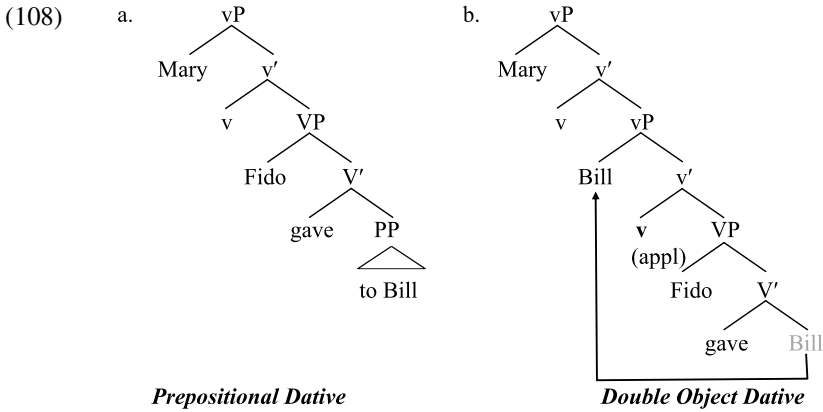 (108) a. vP b. vP
Mary v′ Mary v′
v VP v vP
Fido V′ Bill v′
gave PP v VP
(appl)
to Bill Fido V′
gave Bill
Prepositional Dative Double Object Dative